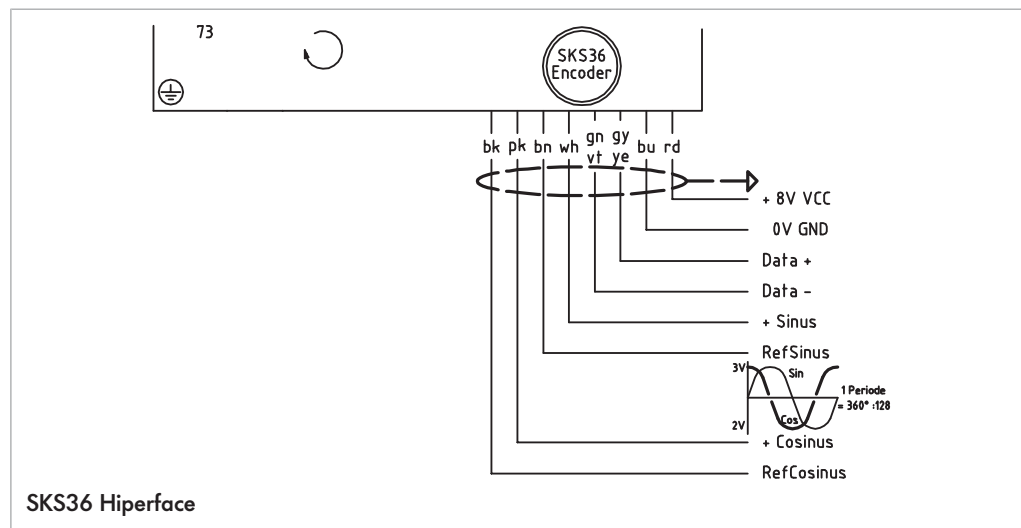 73
SKS36
Encoder
bk pk bn wh gn gy bu rd
vt ye
+ 8V VCC
0V GND
Data +
Data -
+ Sinus
RefSinus
3V
Sin
1 Periode
= 360° :128
Cos
2V
+ Cosinus
RefCosinus
SKS36 Hiperface